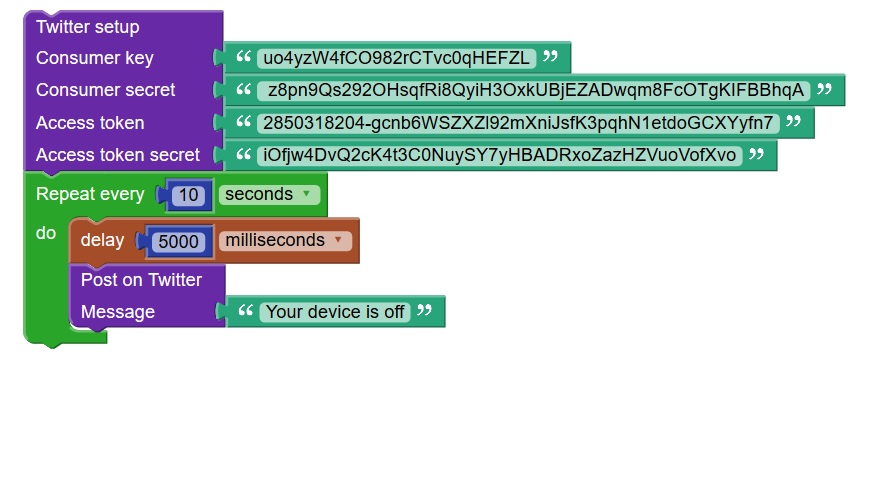 Twitter setup
Consumer key “ uo4yzW4fCO982rCTvc0qHEFZL ”
Consumer secret “ z8pn9Qs292OHsqfRi8QyiH3OxkUBjEZADwqm8FcOTgKIFBBhqA ”
Access token “ 2850318204-gcnb6WSZXZI92mXniJsfK3pqhN1etdoGCXYyfn7 ”
Access token secret “ iOfjw4DvQ2cK4t3C0NuySY7yHBADRxoZazHZVuoVofXvo ”
Repeat every 10 seconds
do
delay 5000 milliseconds
Post on Twitter
Message “ Your device is off ”